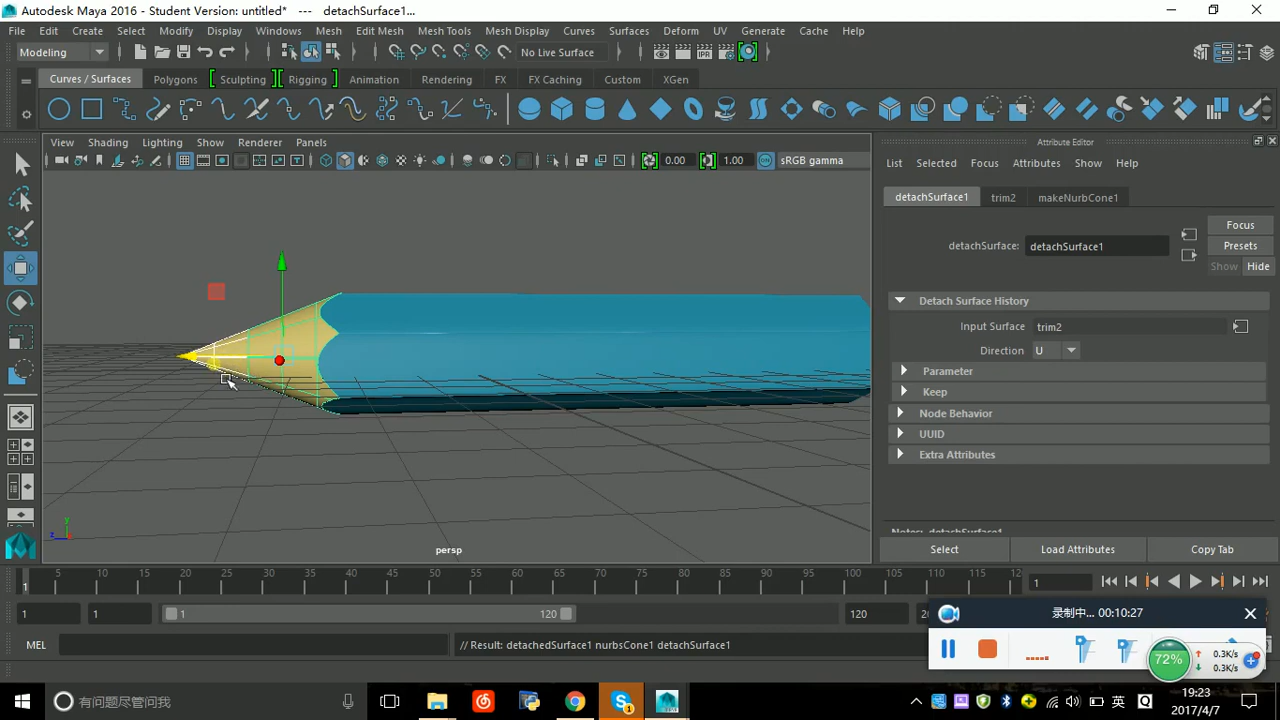 Autodesk Maya 2016 - Student Version: untitled*   ---   detachSurface1...
File Edit Create Select Modify Display Windows Mesh Edit Mesh Mesh Tools Mesh Display Curves Surfaces Deform UV Generate Cache Help
Modeling No Live Surface
Curves / Surfaces Polygons Sculpting Rigging Animation Rendering FX FX Caching Custom XGen
View Shading Lighting Show Renderer Panels
0.00 1.00 ON sRGB gamma
Attribute Editor
List Selected Focus Attributes Show Help
detachSurface1 trim2 makeNurbCone1
Focus
detachSurface: detachSurface1 Presets
Show Hide
Detach Surface History
Input Surface trim2
Direction U
Parameter
Keep
Node Behavior
UUID
Extra Attributes
Notes: detachSurface1
Select Load Attributes Copy Tab
y
z
persp
5 10 15 20 25 30 35 40 45 50 55 60 65 70 75 80 85 90 95 100 105 110 115 12
1 1
1 1 1 120 120
录制中... 00:10:27
MEL // Result: detachedSurface1 nurbsCone1 detachSurface1
72% 0.3K/s
0.3K/s
有问题尽管问我 英 19:23
2017/4/7